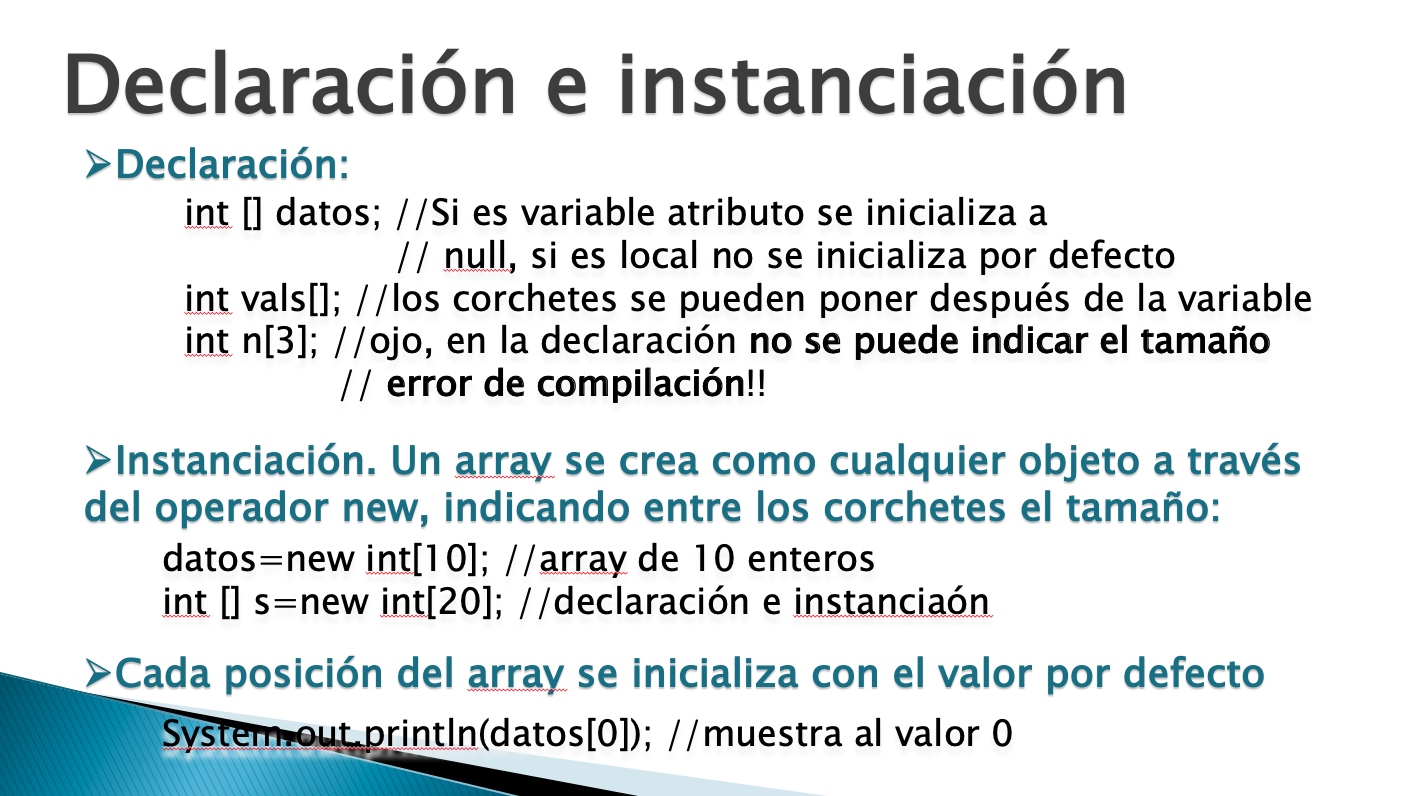 Declaración e instanciación
➢Declaración:
int [] datos; //Si es variable atributo se inicializa a
// null, si es local no se inicializa por defecto
int vals[]; //los corchetes se pueden poner después de la variable
int n[3]; //ojo, en la declaración no se puede indicar el tamaño
// error de compilación!!
➢Instanciación. Un array se crea como cualquier objeto a través
del operador new, indicando entre los corchetes el tamaño:
datos=new int[10]; //array de 10 enteros
int [] s=new int[20]; //declaración e instanciaón
➢Cada posición del array se inicializa con el valor por defecto
System.out.println(datos[0]); //muestra al valor 0